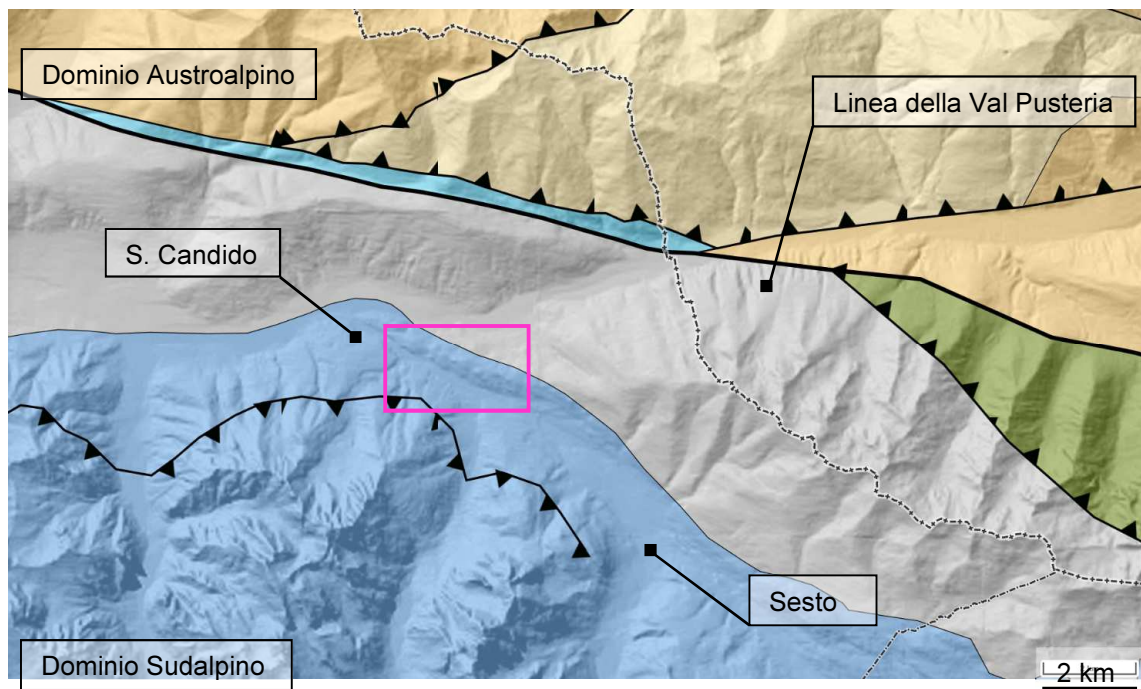 Dominio Austroalpino
Linea della Val Pusteria
S. Candido
Sesto
Dominio Sudalpino
2 km